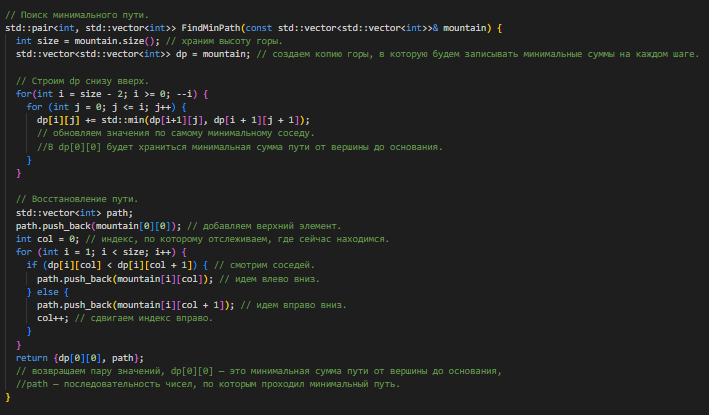 // Поиск минимального пути.
std::pair<int, std::vector<int>> FindMinPath(const std::vector<std::vector<int>>& mountain) {
  int size = mountain.size(); // храним высоту горы.
  std::vector<std::vector<int>> dp = mountain; // создаем копию горы, в которую будем записывать минимальные суммы на каждом шаге.

  // Строим dp снизу вверх.
  for(int i = size - 2; i >= 0; --i) {
    for (int j = 0; j <= i; j++) {
      dp[i][j] += std::min(dp[i+1][j], dp[i + 1][j + 1]);
      // обновляем значения по самому минимальному соседу.
      //В dp[0][0] будет храниться минимальная сумма пути от вершины до основания.
    }
  }

  // Восстановление пути.
  std::vector<int> path;
  path.push_back(mountain[0][0]); // добавляем верхний элемент.
  int col = 0; // индекс, по которому отслеживаем, где сейчас находимся.
  for (int i = 1; i < size; i++) {
    if (dp[i][col] < dp[i][col + 1]) { // смотрим соседей.
      path.push_back(mountain[i][col]); // идем влево вниз.
    } else {
      path.push_back(mountain[i][col + 1]); // идем вправо вниз.
      col++; // сдвигаем индекс вправо.
    }
  }
  return {dp[0][0], path};
  // возвращаем пару значений, dp[0][0] — это минимальная сумма пути от вершины до основания,
  //path — последовательность чисел, по которым проходил минимальный путь.
}